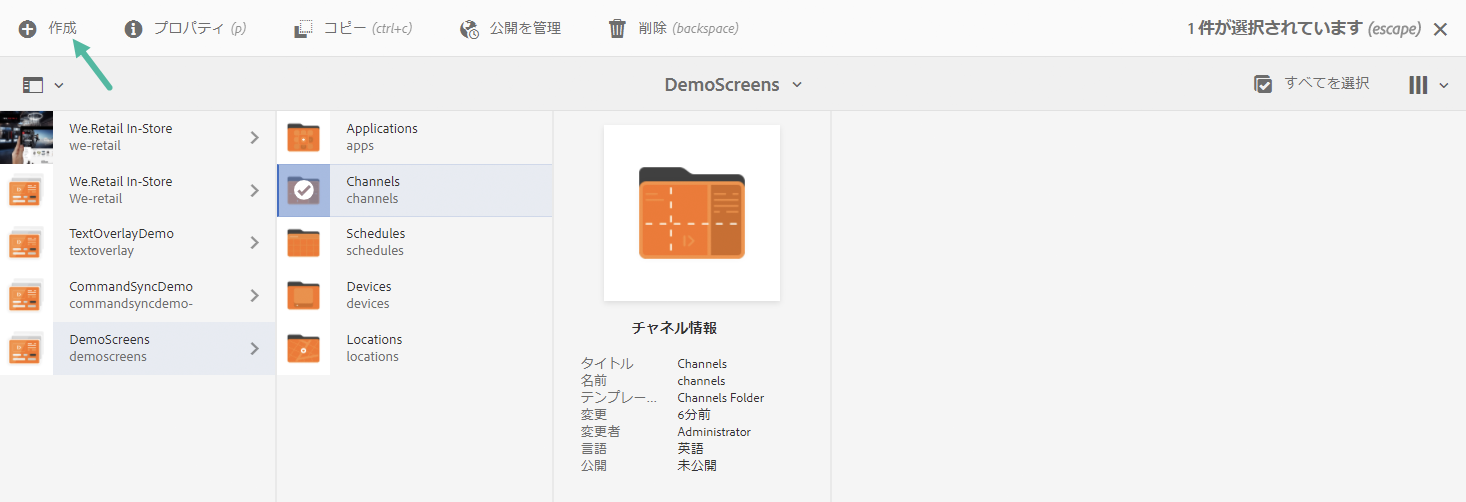 作成 プロパティ (p) コピー (ctrl+c) 公開を管理 削除 (backspace) 1 件が選択されています (escape)
DemoScreens すべてを選択
We.Retail In-Store
we-retail
We.Retail In-Store
We-retail
TextOverlayDemo
textoverlay
CommandSyncDemo
commandsyncdemo-
DemoScreens
demoscreens
Applications
apps
Channels
channels
Schedules
schedules
Devices
devices
Locations
locations
チャネル情報
タイトル Channels
名前 channels
テンプレー... Channels Folder
変更 6分前
変更者 Administrator
言語 英語
公開 未公開